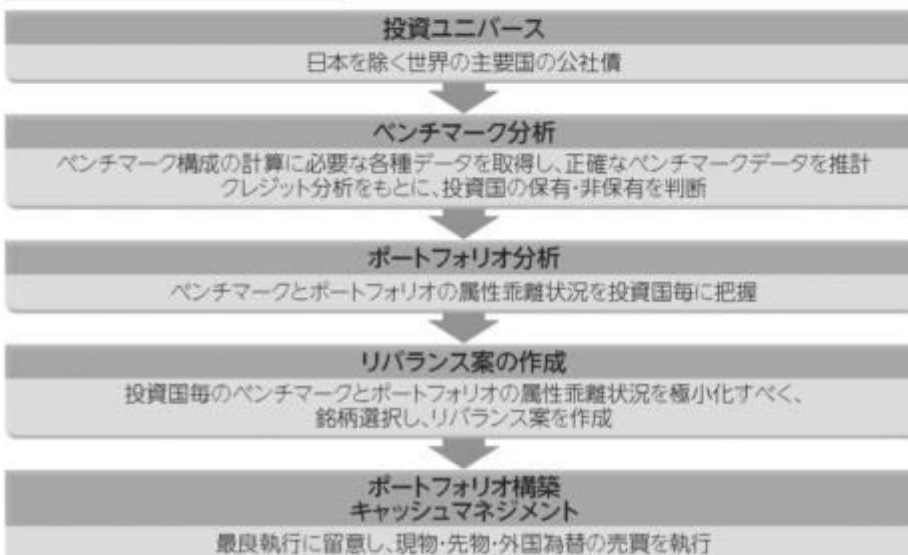 投資ユニバース
日本を除く世界の主要国の公社債
ベンチマーク分析
ベンチマーク構成の計算に必要な各種データを取得し、正確なベンチマークデータを推計
クレジット分析をもとに、投資国の保有・非保有を判断
ポートフォリオ分析
ベンチマークとポートフォリオの属性乖離状況を投資国毎に把握
リバランス案の作成
投資国毎のベンチマークとポートフォリオの属性乖離状況を極小化すべく、
銘柄選択し、リバランス案を作成
ポートフォリオ構築
キャッシュマネジメント
最良執行に留意し、現物・先物・外国為替の売買を執行